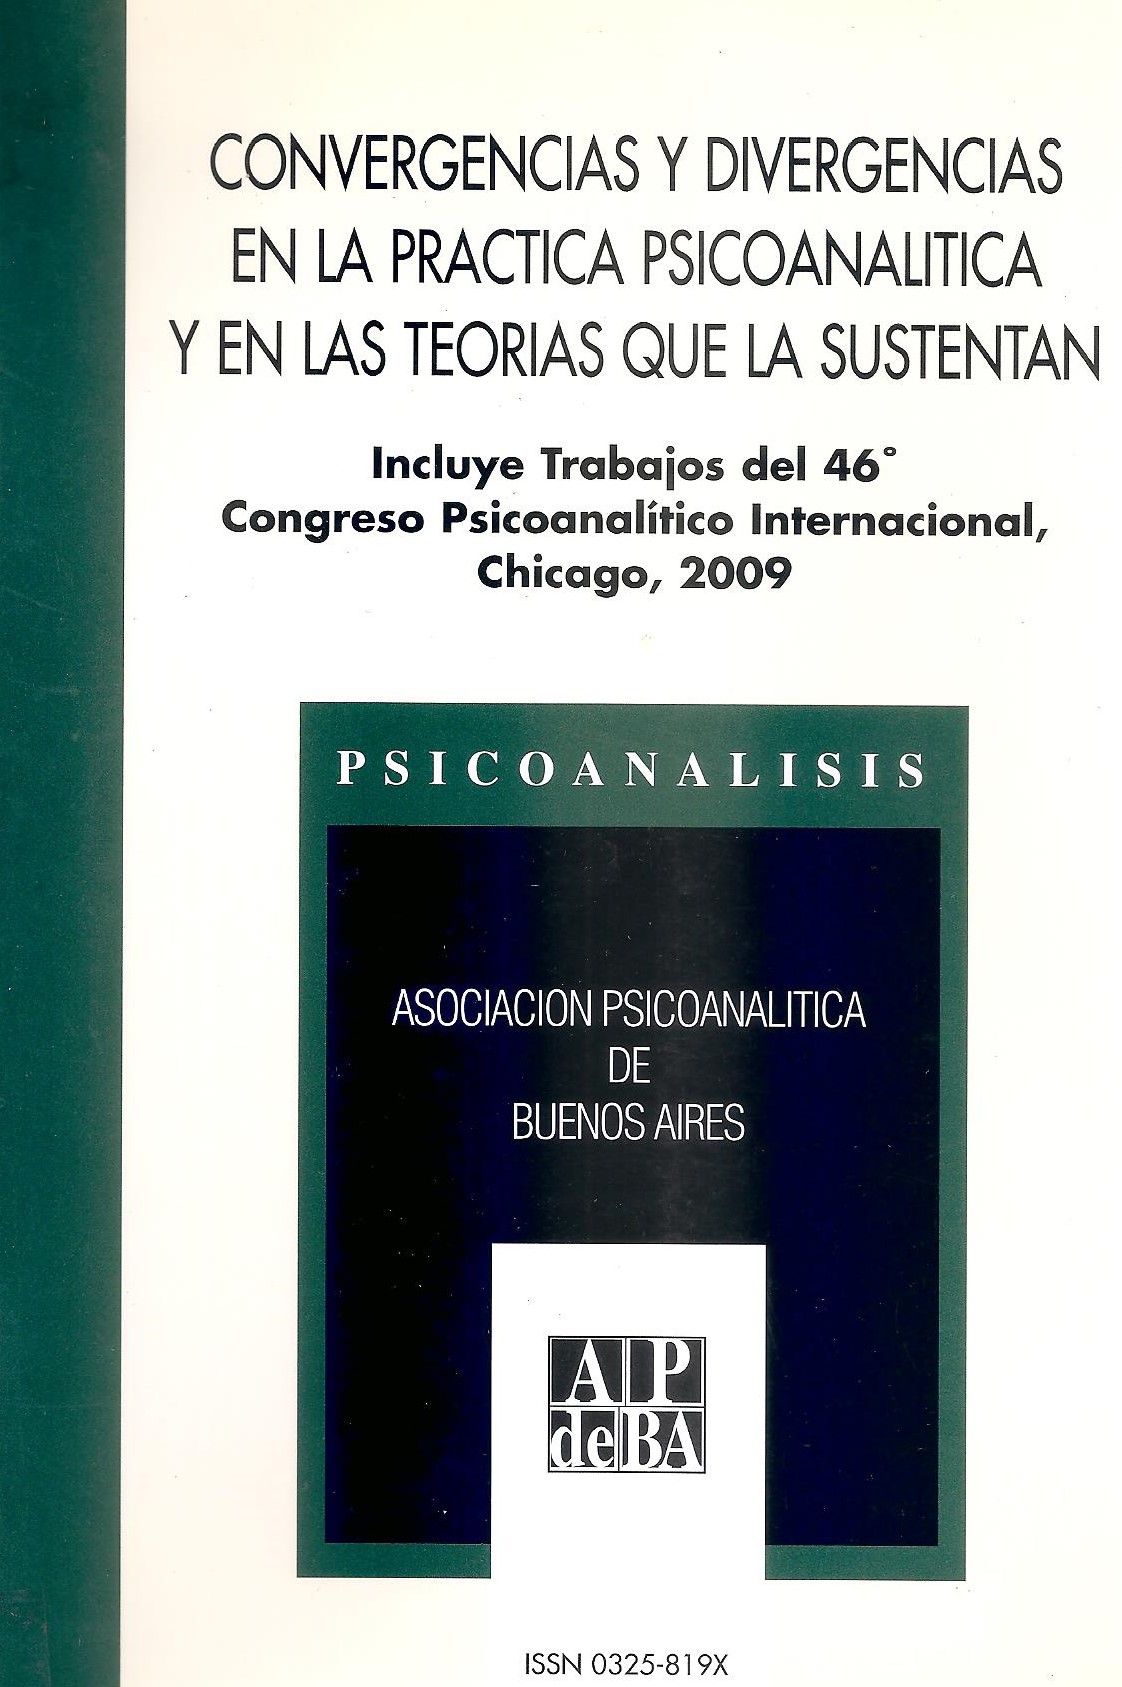 CONVERGENCIAS Y DIVERGENCIAS
EN LA PRACTICA PSICOANALITICA
Y EN LAS TEORIAS QUE LA SUSTENTAN
Incluye Trabajos del 46°
Congreso Psicoanalítico Internacional,
Chicago, 2009
PSICOANALISIS
ASOCIACION PSICOANALITICA
DE
BUENOS AIRES
AP
deBA
ISSN 0325-819X